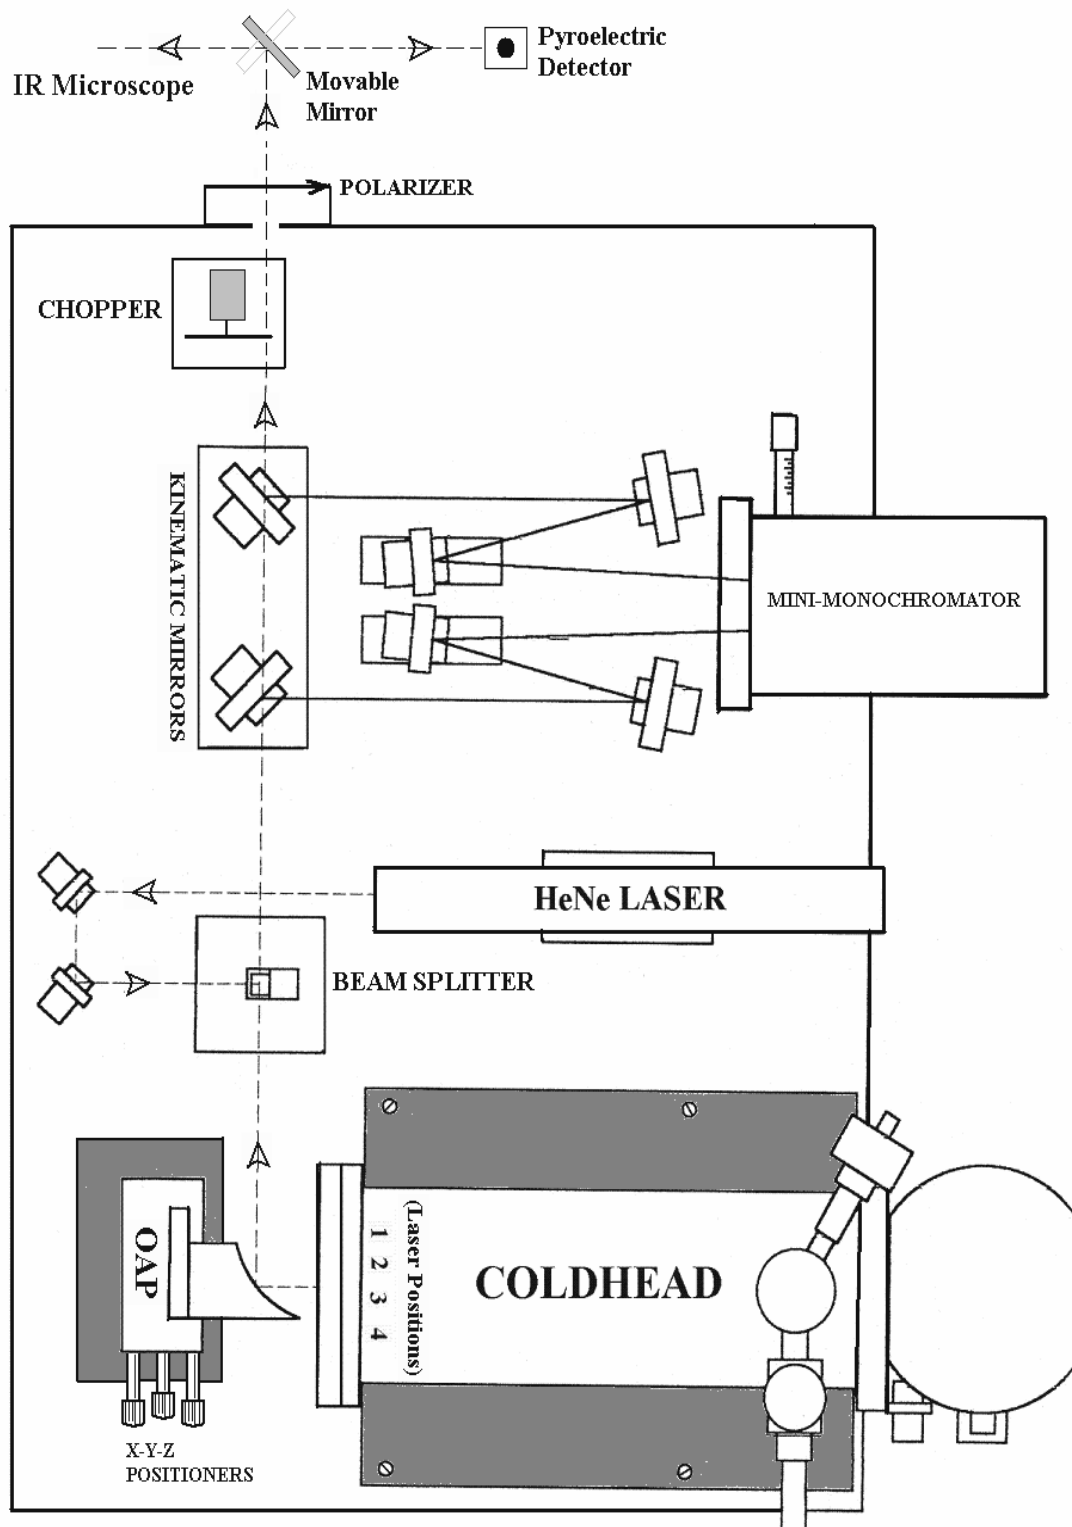 Pyroelectric
Detector
IR Microscope
Movable
Mirror
POLARIZER
CHOPPER
KINEMATIC MIRRORS
MINI-MONOCHROMATOR
HeNe LASER
BEAM SPLITTER
OAP
1 2 3 4
(Laser Positions)
COLDHEAD
X-Y-Z
POSITIONERS